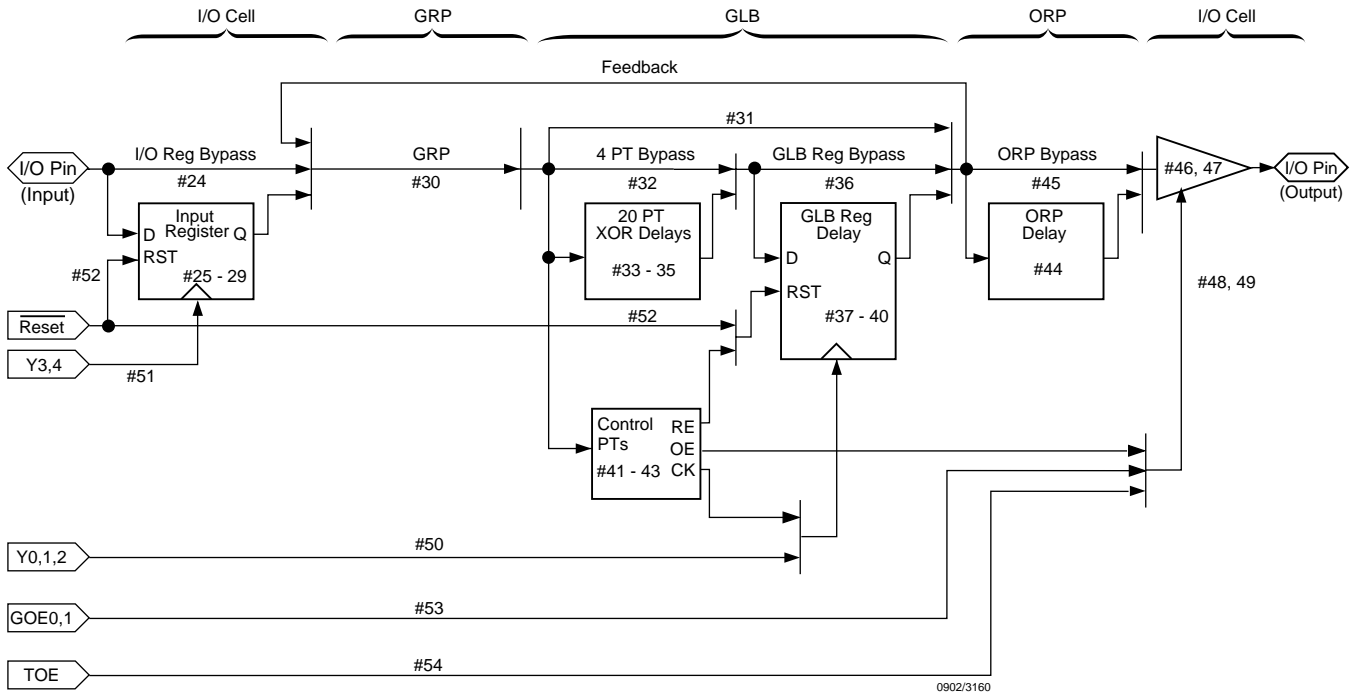 I/O Cell
GRP
GLB
ORP
I/O Cell
Feedback
#31
I/O Pin
(Input)
I/O Reg Bypass
#24
GRP
#30
4 PT Bypass
#32
GLB Reg Bypass
#36
ORP Bypass
#45
#46, 47
I/O Pin
(Output)
Input
Register
D
Q
RST
#25 - 29
#52
20 PT
XOR Delays
#33 - 35
GLB Reg
Delay
D
Q
RST
#37 - 40
ORP
Delay
#44
#48, 49
Reset
#52
Y3,4
#51
Control
PTs
RE
OE
CK
#41 - 43
Y0,1,2
#50
GOE0,1
#53
TOE
#54
0902/3160